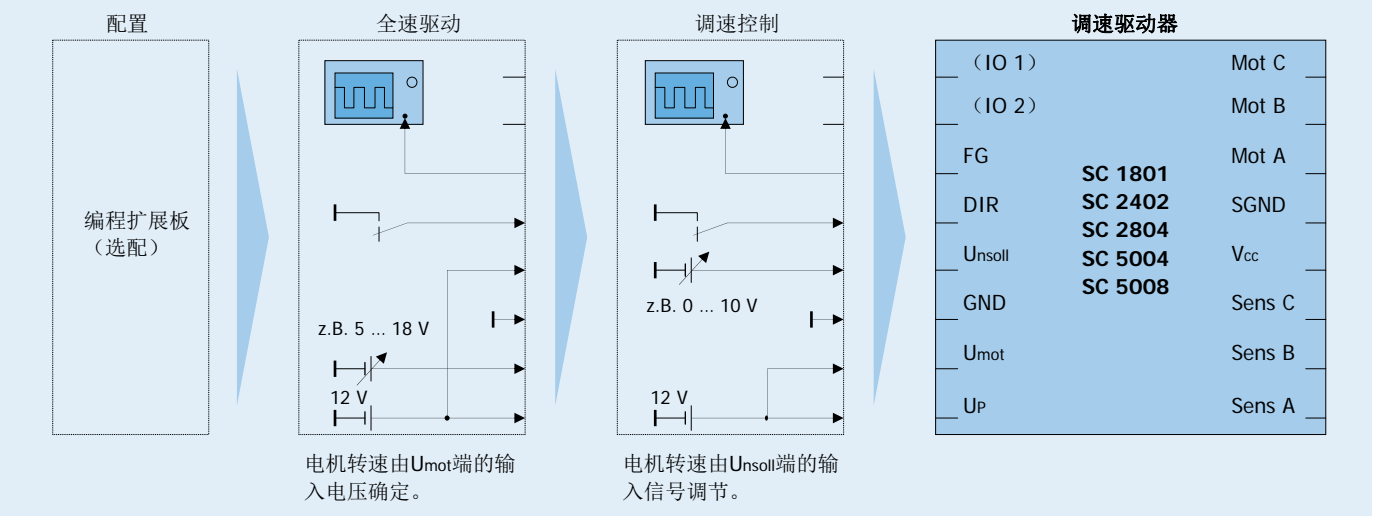 配置
全速驱动
调速控制
调速驱动器
编程扩展板
（选配）
z.B. 5 ... 18 V
12 V
z.B. 0 ... 10 V
12 V
（IO 1）
（IO 2）
FG
DIR
Unsoll
GND
Umot
UP
SC 1801
SC 2402
SC 2804
SC 5004
SC 5008
Mot C
Mot B
Mot A
SGND
Vcc
Sens C
Sens B
Sens A
电机转速由Umot端的输
入电压确定。
电机转速由Unsoll端的输
入信号调节。